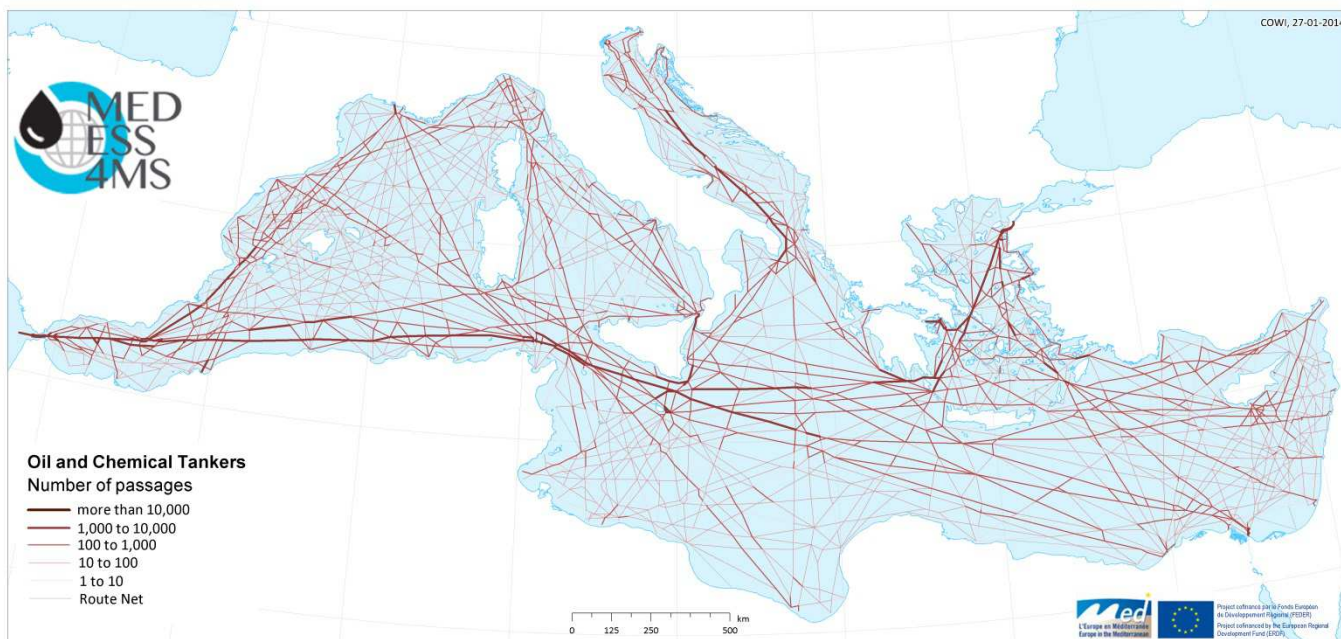 COWI, 27-01-2014
MED
ESS
4MS
Oil and Chemical Tankers
Number of passages
more than 10,000
1,000 to 10,000
100 to 1,000
10 to 100
1 to 10
Route Net
km
0 125 250 500
Med
L'Europe en Méditerranée
Europe in the Mediterranean
Project cofinancé par le Fonds Européen
de Développement Régional (FEDER)
Project cofinanced by the European Regional
Development Fund (ERDF)